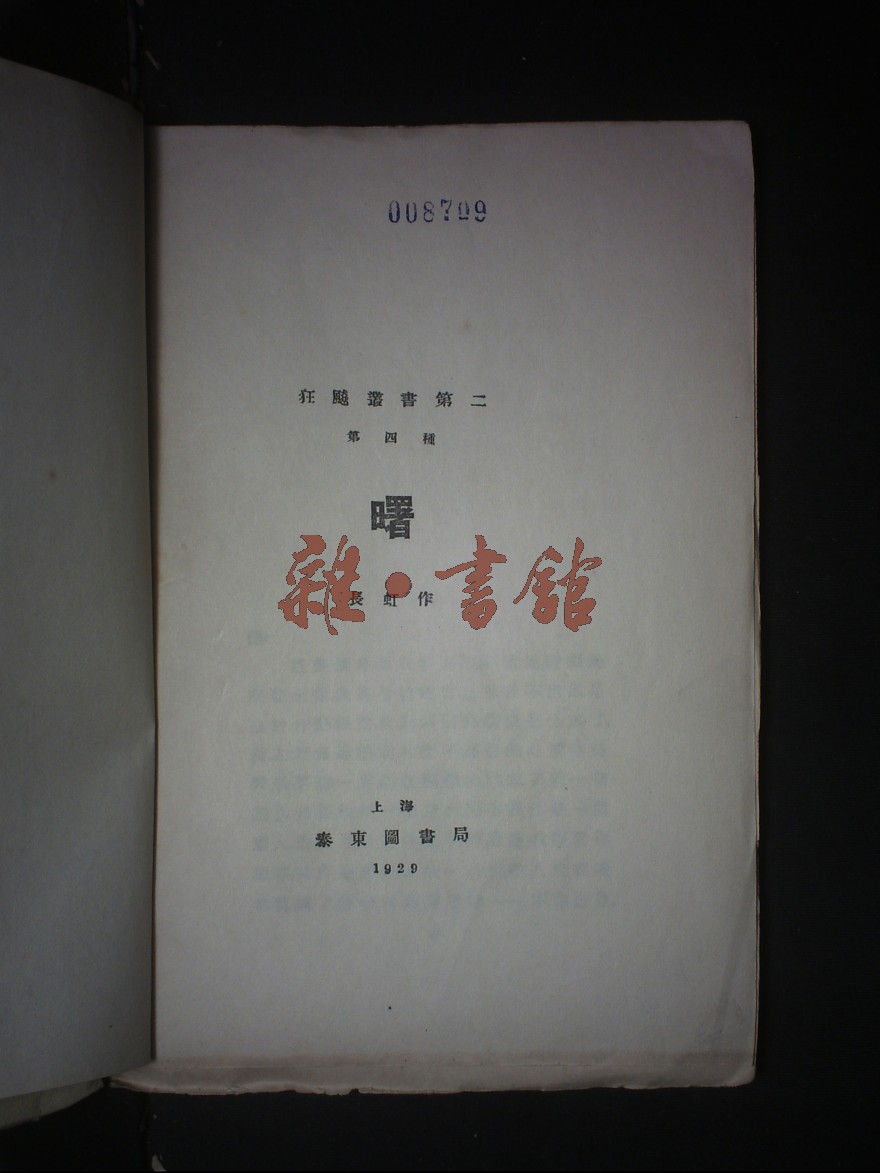 008709
狂飈叢書第二
第四種
曙
雜·書館
長虹作
上海
泰東圖書局
1929